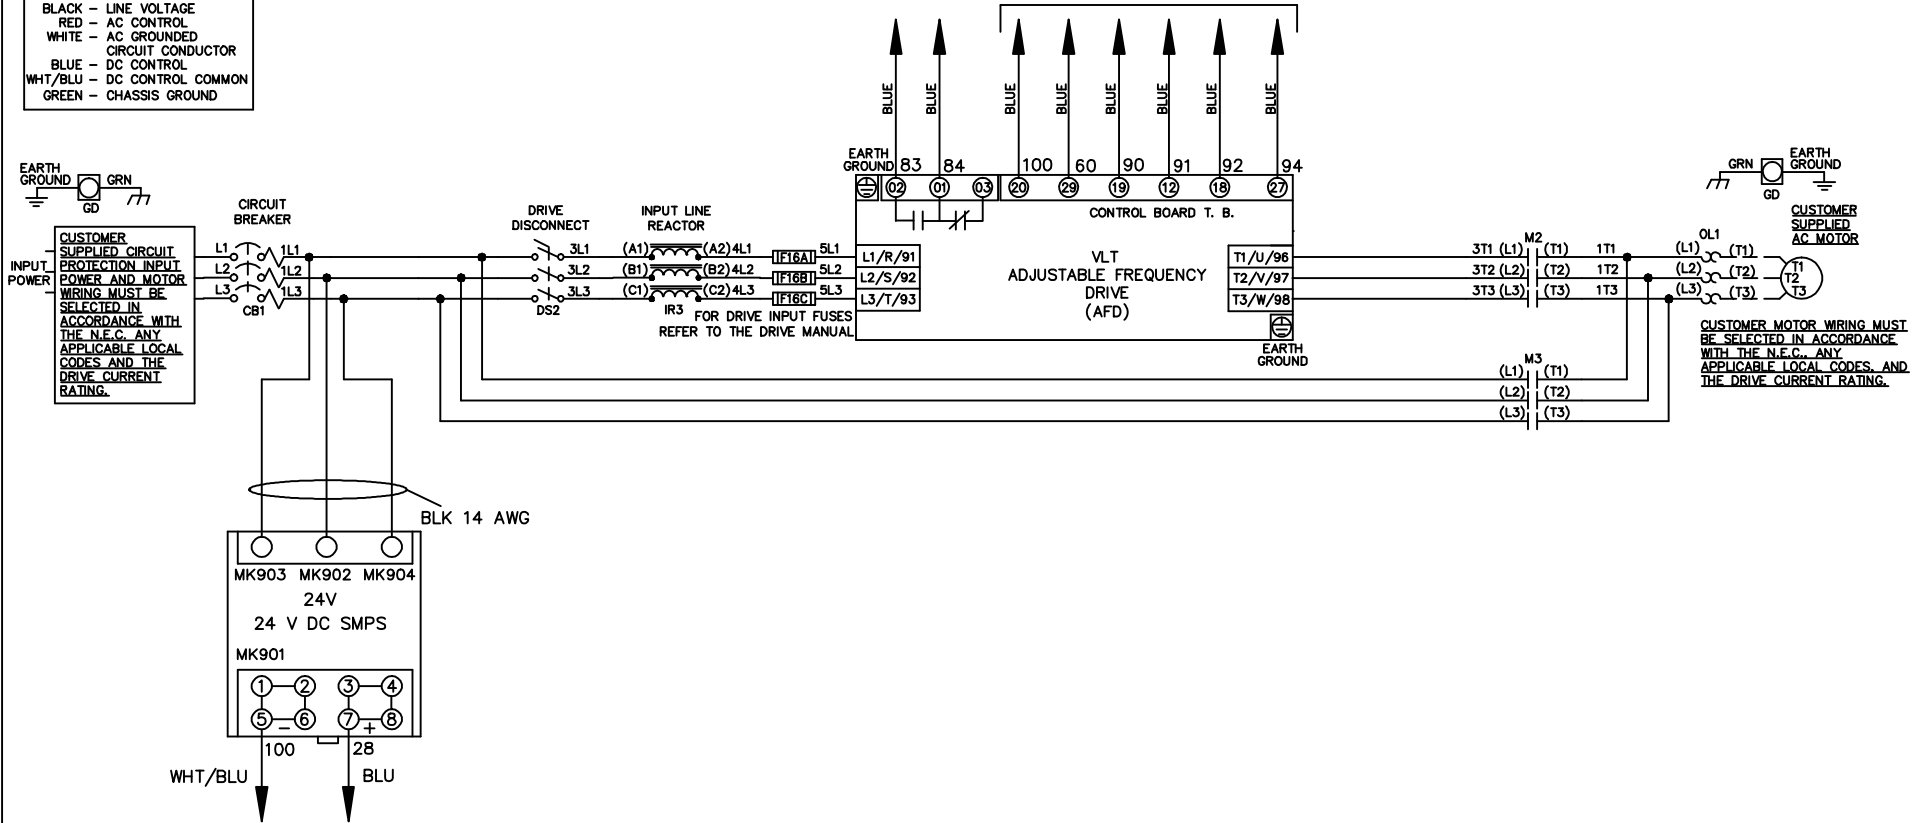 BLACK – LINE VOLTAGE
RED – AC CONTROL
WHITE – AC GROUNDED
CIRCUIT CONDUCTOR
BLUE – DC CONTROL
WHT/BLU – DC CONTROL COMMON
GREEN – CHASSIS GROUND
BLUE
BLUE
BLUE
BLUE
BLUE
BLUE
BLUE
BLUE
EARTH
GROUND
83
84
100
60
90
91
92
94
02
01
03
20
29
19
12
18
27
CONTROL BOARD T. B.
EARTH
GROUND
GRN
GD
CIRCUIT
BREAKER
DRIVE
DISCONNECT
INPUT LINE
REACTOR
INPUT
POWER
CUSTOMER
SUPPLIED CIRCUIT
PROTECTION INPUT
POWER AND MOTOR
WIRING MUST BE
SELECTED IN
ACCORDANCE WITH
THE N.E.C. ANY
APPLICABLE LOCAL
CODES AND THE
DRIVE CURRENT
RATING.
L1 1L1 3L1 (A1) (A2) 4L1 IF16A 5L1 L1/R/91
L2 1L2 3L2 (B1) (B2) 4L2 IF16B 5L2 L2/S/92
L3 1L3 3L3 (C1) (C2) 4L3 IF16C 5L3 L3/T/93
CB1
DS2
IR3
FOR DRIVE INPUT FUSES
REFER TO THE DRIVE MANUAL
VLT
ADJUSTABLE FREQUENCY
DRIVE
(AFD)
T1/U/96
T2/V/97
T3/W/98
EARTH
GROUND
M2
3T1 (L1) (T1) 1T1
3T2 (L2) (T2) 1T2
3T3 (L3) (T3) 1T3
M3
(L1) (T1)
(L2) (T2)
(L3) (T3)
GRN
GD
EARTH
GROUND
CUSTOMER
SUPPLIED
AC MOTOR
OL1
(L1) (T1)
(L2) (T2)
(L3) (T3)
T1
T2
T3
CUSTOMER MOTOR WIRING MUST
BE SELECTED IN ACCORDANCE
WITH THE N.E.C., ANY
APPLICABLE LOCAL CODES, AND
THE DRIVE CURRENT RATING.
BLK 14 AWG
MK903 MK902 MK904
24V
24 V DC SMPS
MK901
1 2 3 4
5 6 7 8
– +
100
28
WHT/BLU
BLU